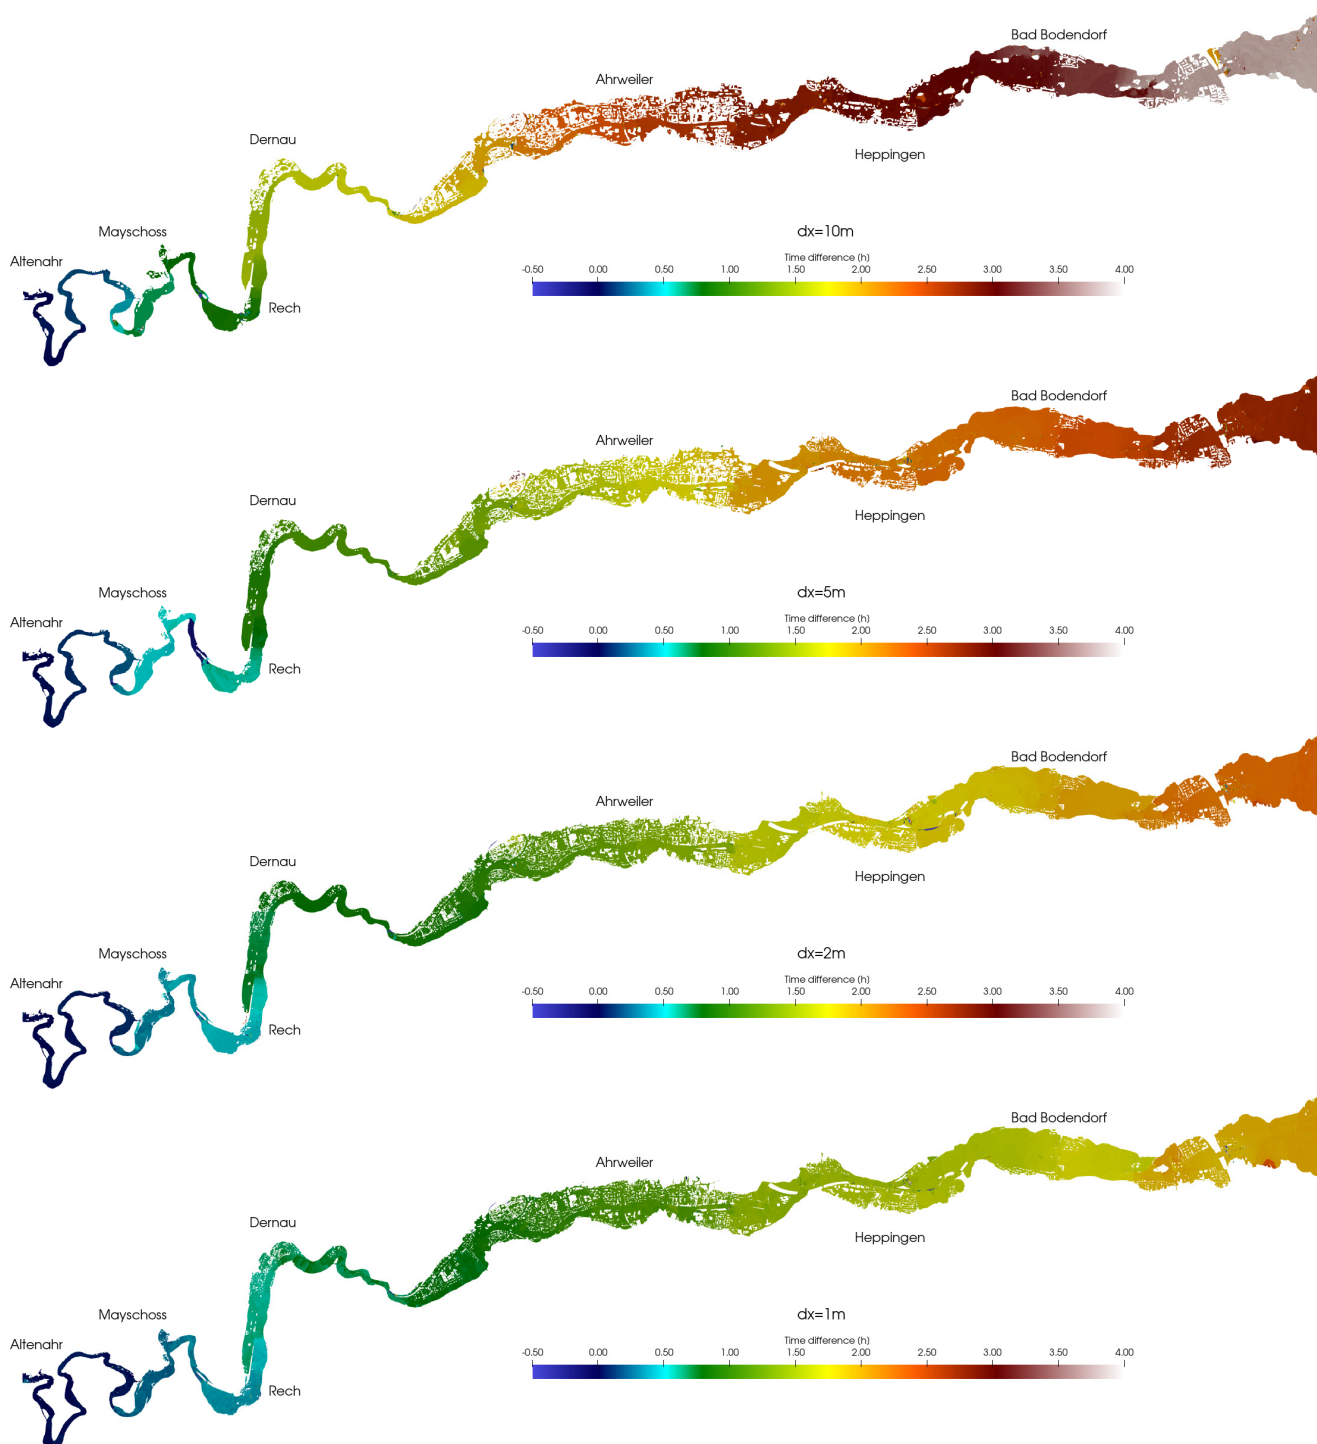 Bad Bodendorf
Ahrweiler
Dernau
Heppingen
Mayschoss
dx=10m
Altenahr
Time difference (h)
-0.50 0.00 0.50 1.00 1.50 2.00 2.50 3.00 3.50 4.00
Rech
Bad Bodendorf
Ahrweiler
Dernau
Heppingen
Mayschoss
dx=5m
Altenahr
Time difference (h)
-0.50 0.00 0.50 1.00 1.50 2.00 2.50 3.00 3.50 4.00
Rech
Bad Bodendorf
Ahrweiler
Dernau
Heppingen
Mayschoss
dx=2m
Altenahr
Time difference (h)
-0.50 0.00 0.50 1.00 1.50 2.00 2.50 3.00 3.50 4.00
Rech
Bad Bodendorf
Ahrweiler
Dernau
Heppingen
Mayschoss
dx=1m
Altenahr
Time difference (h)
-0.50 0.00 0.50 1.00 1.50 2.00 2.50 3.00 3.50 4.00
Rech